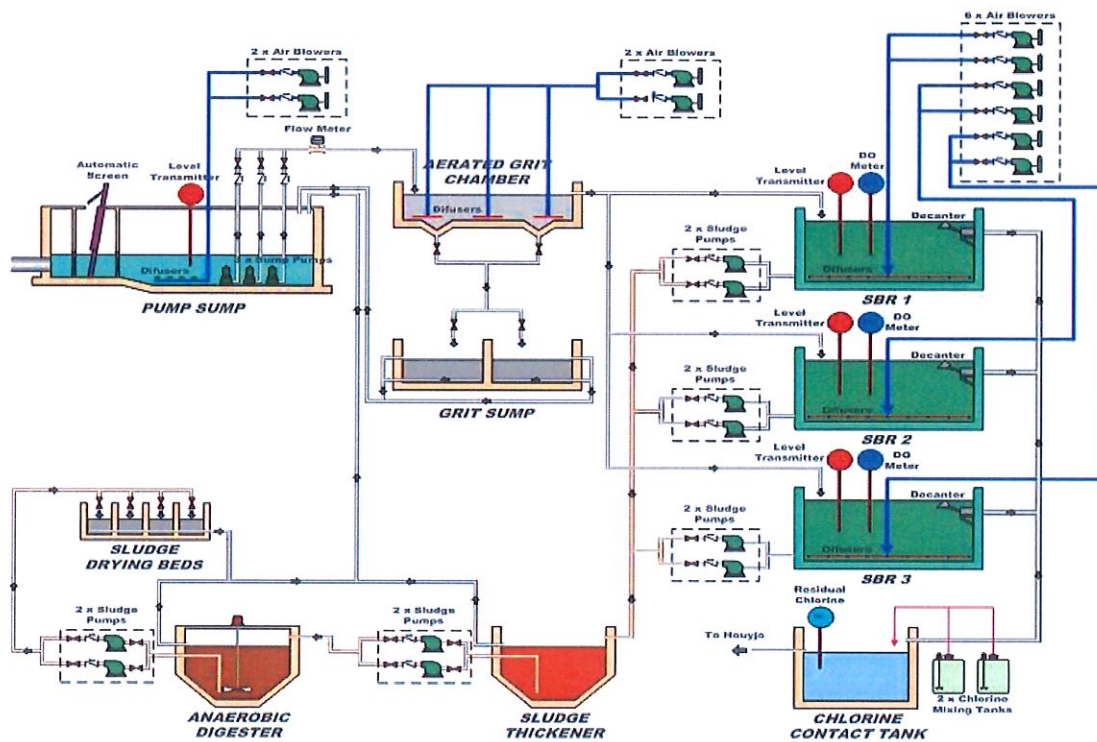 2 x Air Blowers
2 x Air Blowers
6 x Air Blowers
Flow Meter
Automatic
Screen
Level
Transmitter
AERATED GRIT
CHAMBER
Difusers
Difusers
Sump Pumps
PUMP SUMP
GRIT SUMP
Level
Transmitter
DO
Meter
Decanter
2 x Sludge
Pumps
Difusers
SBR 1
Level
Transmitter
DO
Meter
Decanter
2 x Sludge
Pumps
Difusers
SBR 2
Level
Transmitter
DO
Meter
Decanter
2 x Sludge
Pumps
Difusers
SBR 3
SLUDGE
DRYING BEDS
2 x Sludge
Pumps
2 x Sludge
Pumps
ANAEROBIC
DIGESTER
SLUDGE
THICKENER
Residual
Chlorine
To Houyjo
2 x Chlorine
Mixing Tanks
CHLORINE
CONTACT TANK